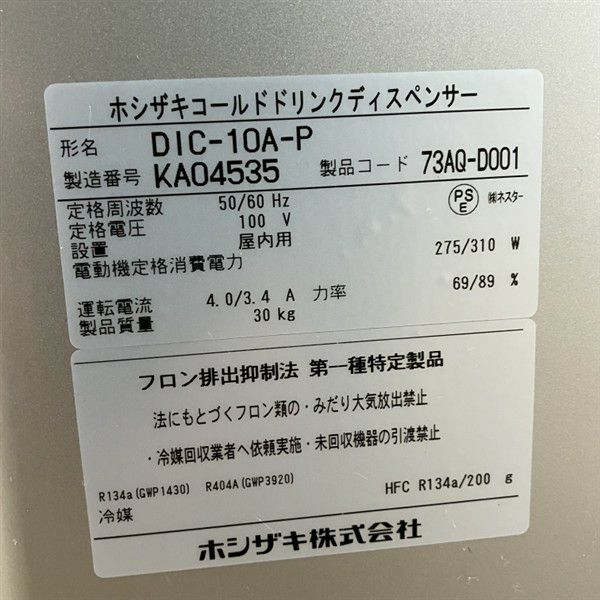 ホシザキコールドドリンクディスペンサー
形名 DIC-10A-P
製造番号 KA04535 製品コード 73AQ-D001
定格周波数 50/60 Hz PSE ㈱ネスター
定格電圧 100 V
設置 屋内用
電動機定格消費電力 275/310 W
運転電流 4.0/3.4 A 力率 69/89 %
製品質量 30 kg
フロン排出抑制法 第一種特定製品
法にもとづくフロン類の・みだり大気放出禁止
・冷媒回収業者へ依頼実施・未回収機器の引渡禁止
R134a(GWP1430) R404A(GWP3920)
冷媒 HFC R134a/200 g
ホシザキ株式会社